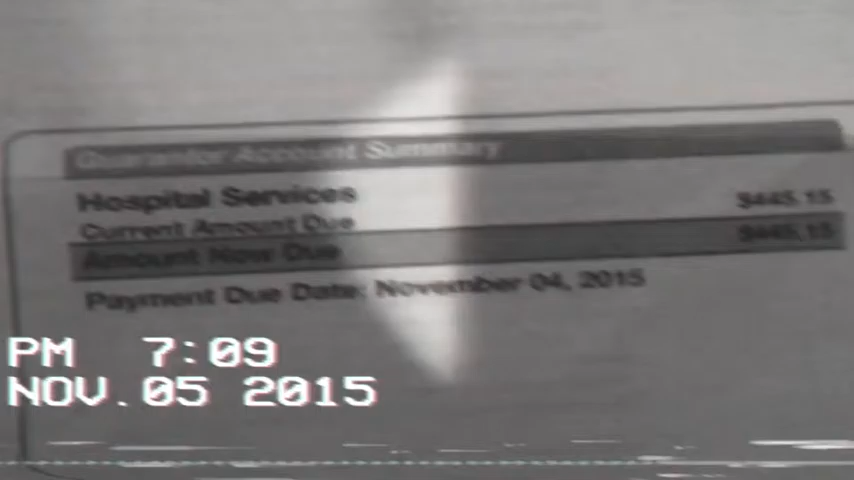 Guarantor Account Summary
Hospital Services
Current Amount Due $445.15
Amount Now Due $445.15
Payment Due Date: November 04, 2015
PM 7:09
NOV.05 2015